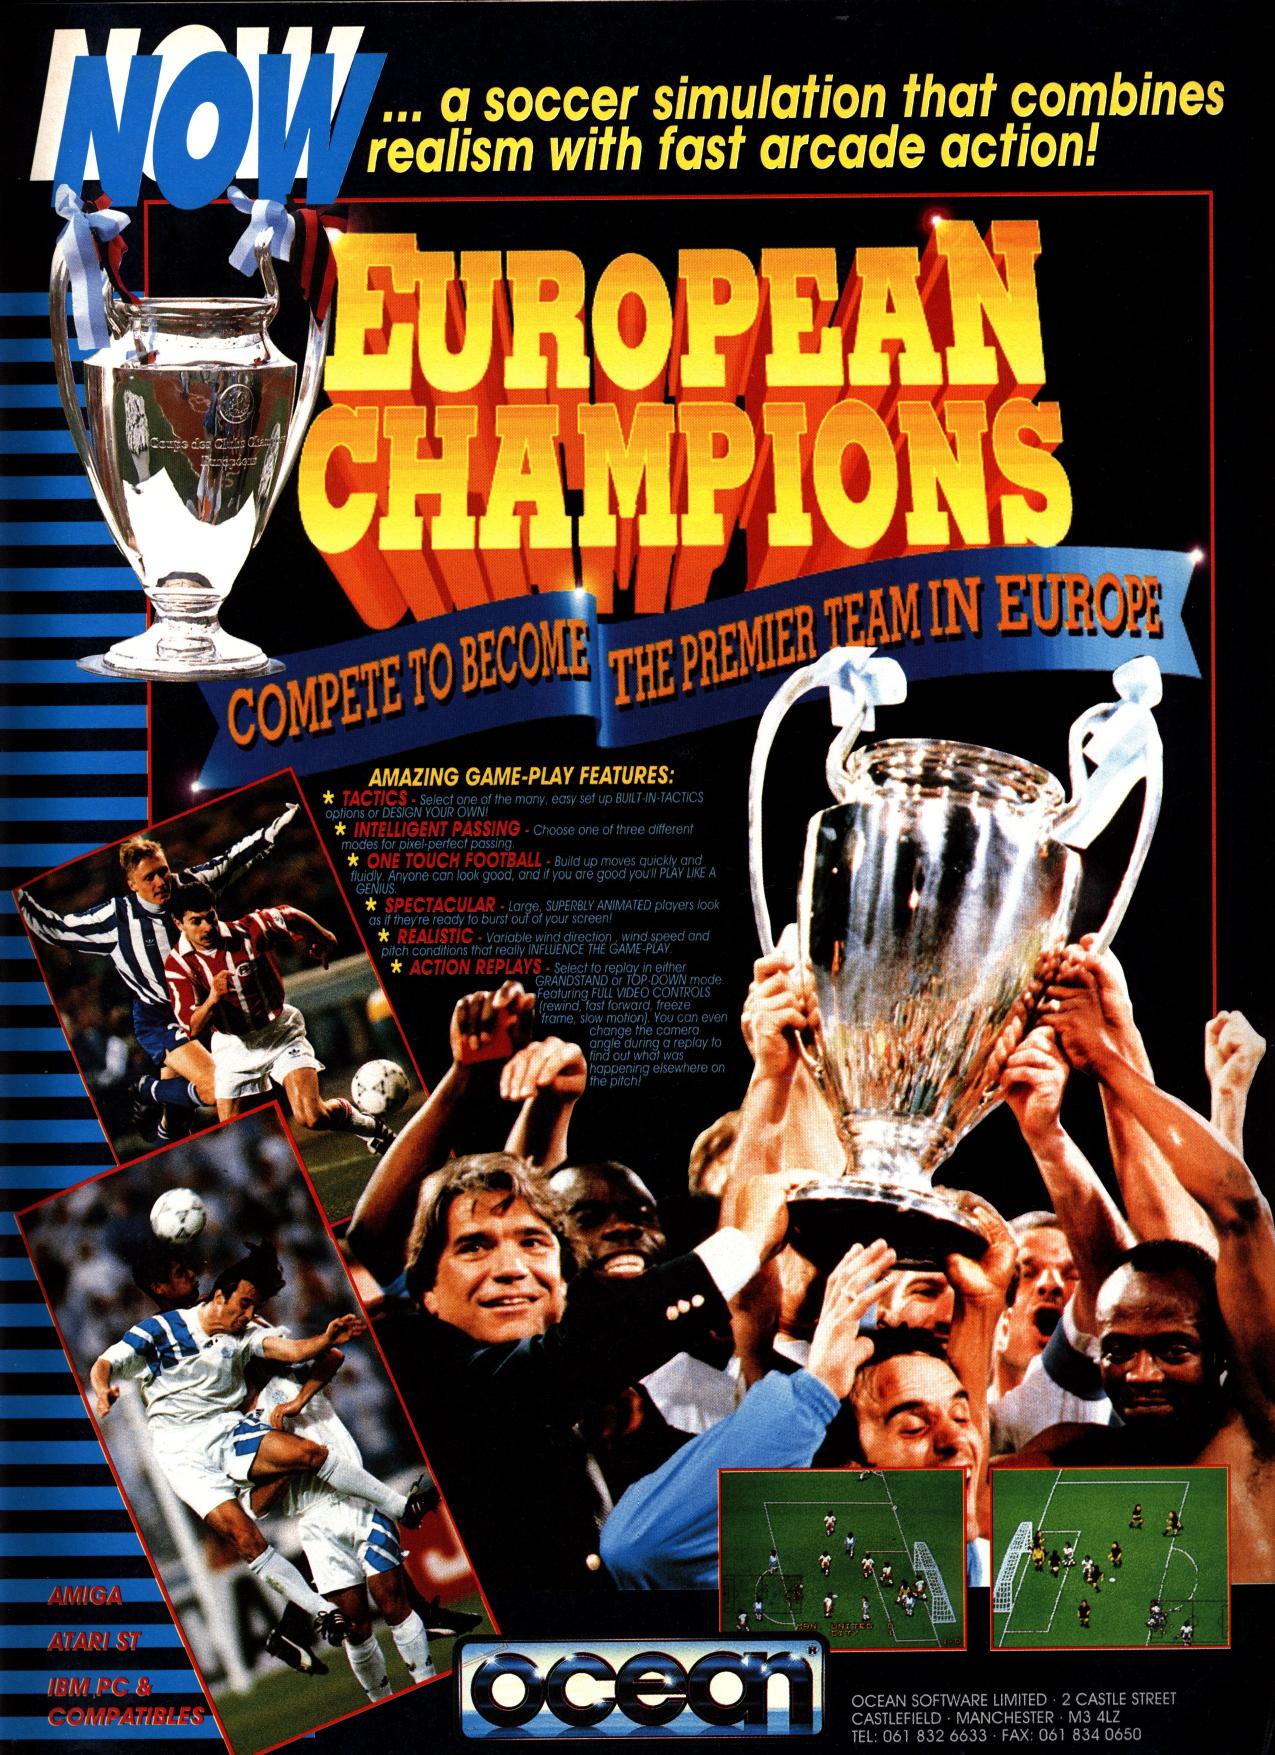 NOW
... a soccer simulation that combines
realism with fast arcade action!
Coupe des Clubs Champ
Européens
EUROPEAN
CHAMPIONS
COMPETE TO BECOME THE PREMIER TEAM IN EUROPE
AMAZING GAME-PLAY FEATURES:
* TACTICS - Select one of the many, easy set up BUILT-IN-TACTICS
options or DESIGN YOUR OWN!
* INTELLIGENT PASSING - Choose one of three different
modes for pixel-perfect passing.
* ONE TOUCH FOOTBALL - Build up moves quickly and
fluidly. Anyone can look good, and if you are good you'll PLAY LIKE A
GENIUS.
* SPECTACULAR - Large, SUPERBLY ANIMATED players look
as if they're ready to burst out of your screen!
* REALISTIC - Variable wind direction , wind speed and
pitch conditions that really INFLUENCE THE GAME-PLAY.
* ACTION REPLAYS - Select to replay in either
GRANDSTAND or TOP-DOWN mode.
Featuring FULL VIDEO CONTROLS
(rewind, fast forward, freeze
frame, slow motion). You can even
change the camera
angle during a replay to
find out what was
happening elsewhere on
the pitch!
MAN. UNITED 0
CITY
AMIGA
ATARI ST
IBM PC &
COMPATIBLES
ocean®
OCEAN SOFTWARE LIMITED · 2 CASTLE STREET
CASTLEFIELD · MANCHESTER · M3 4LZ
TEL: 061 832 6633 · FAX: 061 834 0650